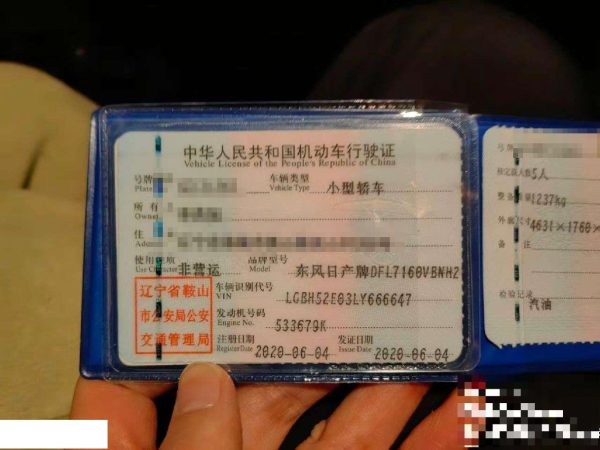 中华人民共和国机动车行驶证
Vehicle License of the People's Republic of China
号牌
Plate
车辆类型
Vehicle Type
小型轿车
所有
Owner
住
使用性质
Use Character
非营运
品牌型号
Model
东风日产牌DFL7160VBNH2
辽宁省鞍山
市公安局公安
交通管理局
车辆识别代号
VIN
LGBH52E03LY666647
发动机号码
Engine No.
533679K
注册日期
Register Date
2020-06-04
发证日期
Issue Date
2020-06-04
5人
1237kg
4631×1760×
备
注
检验记录
汽油